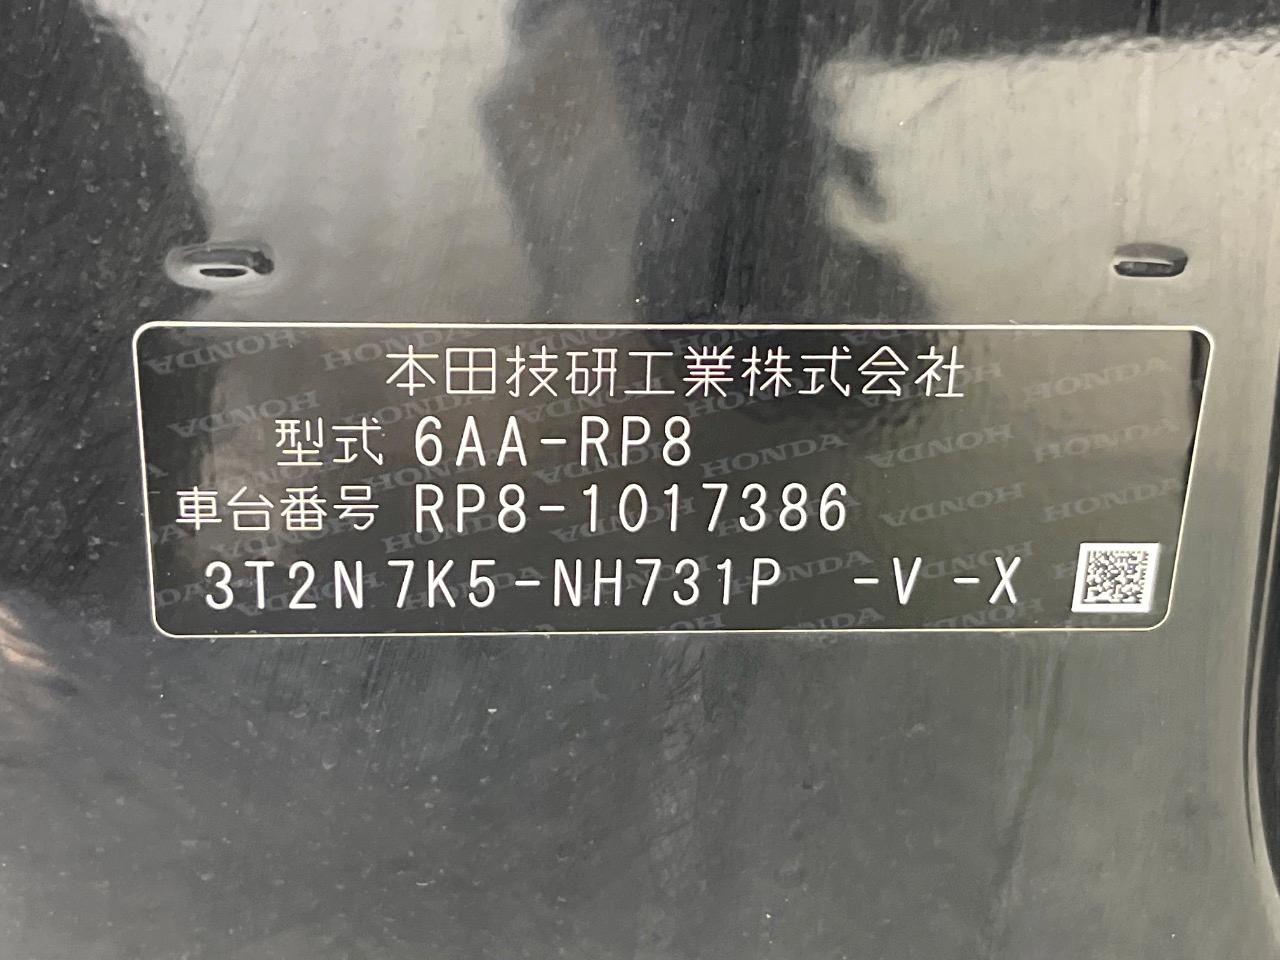 本田技研工業株式会社
型式 6AA-RP8
車台番号 RP8-1017386
3T2N7K5-NH731P -V -X